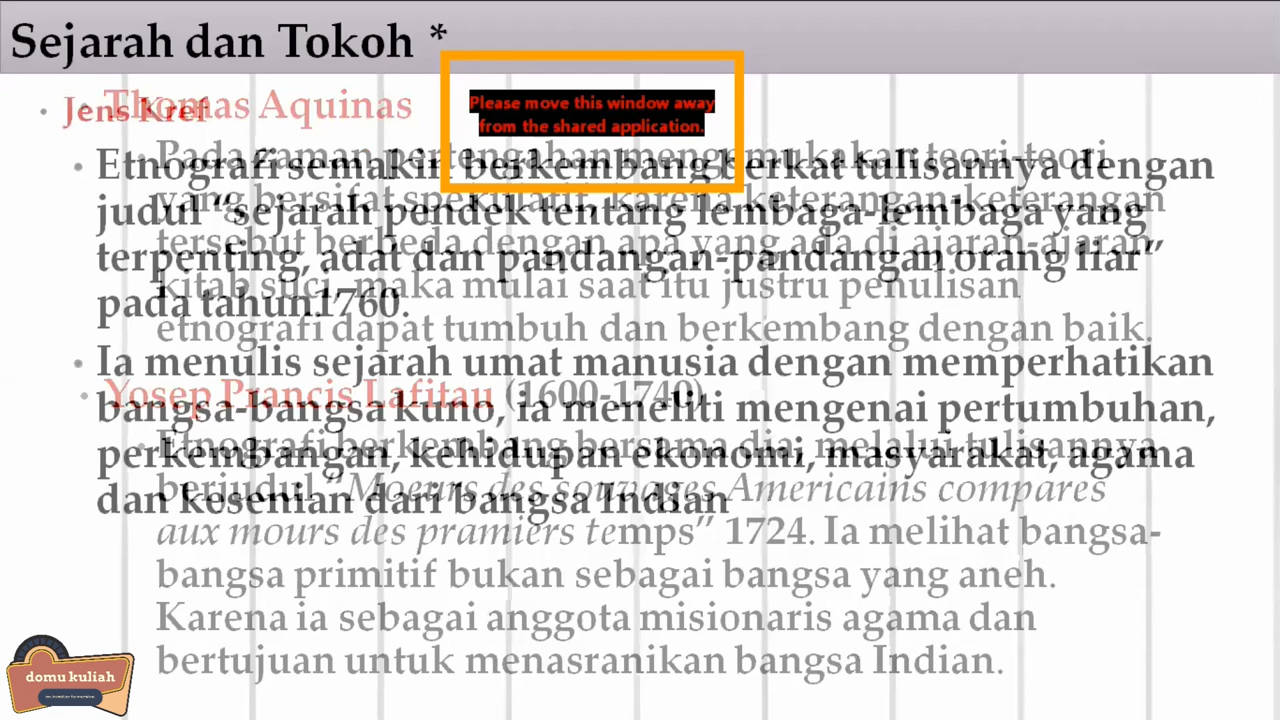 Sejarah dan Tokoh *
Please move this window away
from the shared application.
• Jens Kref
• Etnografi semakin berkembang berkat tulisannya dengan
judul "sejarah pendek tentang lembaga-lembaga yang
terpenting, adat dan pandangan-pandangan orang liar"
pada tahun1760.
• Ia menulis sejarah umat manusia dengan memperhatikan
bangsa-bangsa kuno, ia meneliti mengenai pertumbuhan,
perkembangan, kehidupan ekonomi, masyarakat, agama
dan kesenian dari bangsa Indian
• Thomas Aquinas
• Pada zaman pertengahan mengemukakan teori-teori
yang bersifat spekulatif, karena keterangan-keterangan
tersebut berbeda dengan apa yang ada di ajaran-ajaran
kitab suci, maka mulai saat itu justru penulisan
etnografi dapat tumbuh dan berkembang dengan baik.
• Yosep Prancis Lafitau (1600-1740)
• Etnografi berkembang bersama dia, melalui tulisannya
berjudul "Moeurs des sauvages Americains compares
aux mours des pramiers temps" 1724. Ia melihat bangsa-
bangsa primitif bukan sebagai bangsa yang aneh.
Karena ia sebagai anggota misionaris agama dan
bertujuan untuk menasranikan bangsa Indian.
domu kuliah